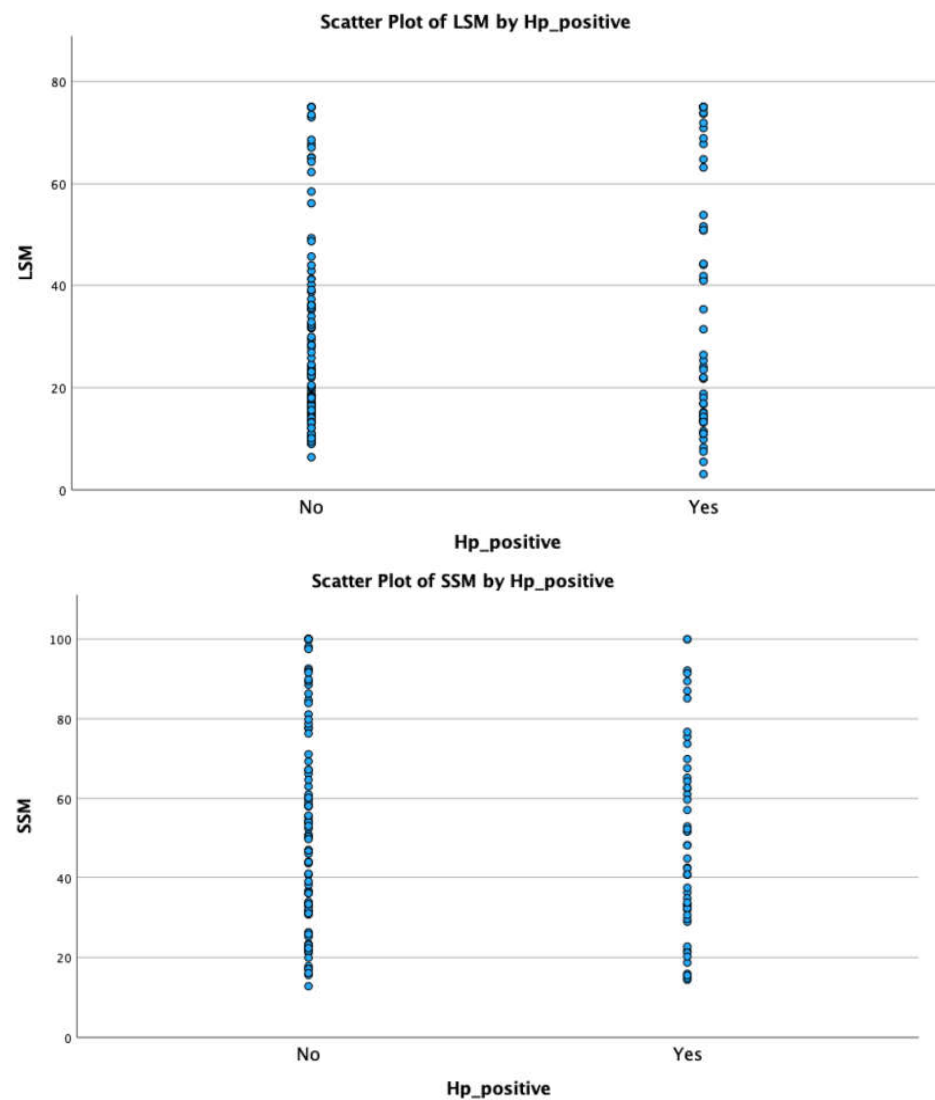 Scatter Plot of LSM by Hp_positive
80
60
40
20
0
LSM
No Yes
Hp_positive
Scatter Plot of SSM by Hp_positive
100
80
60
40
20
0
SSM
No Yes
Hp_positive